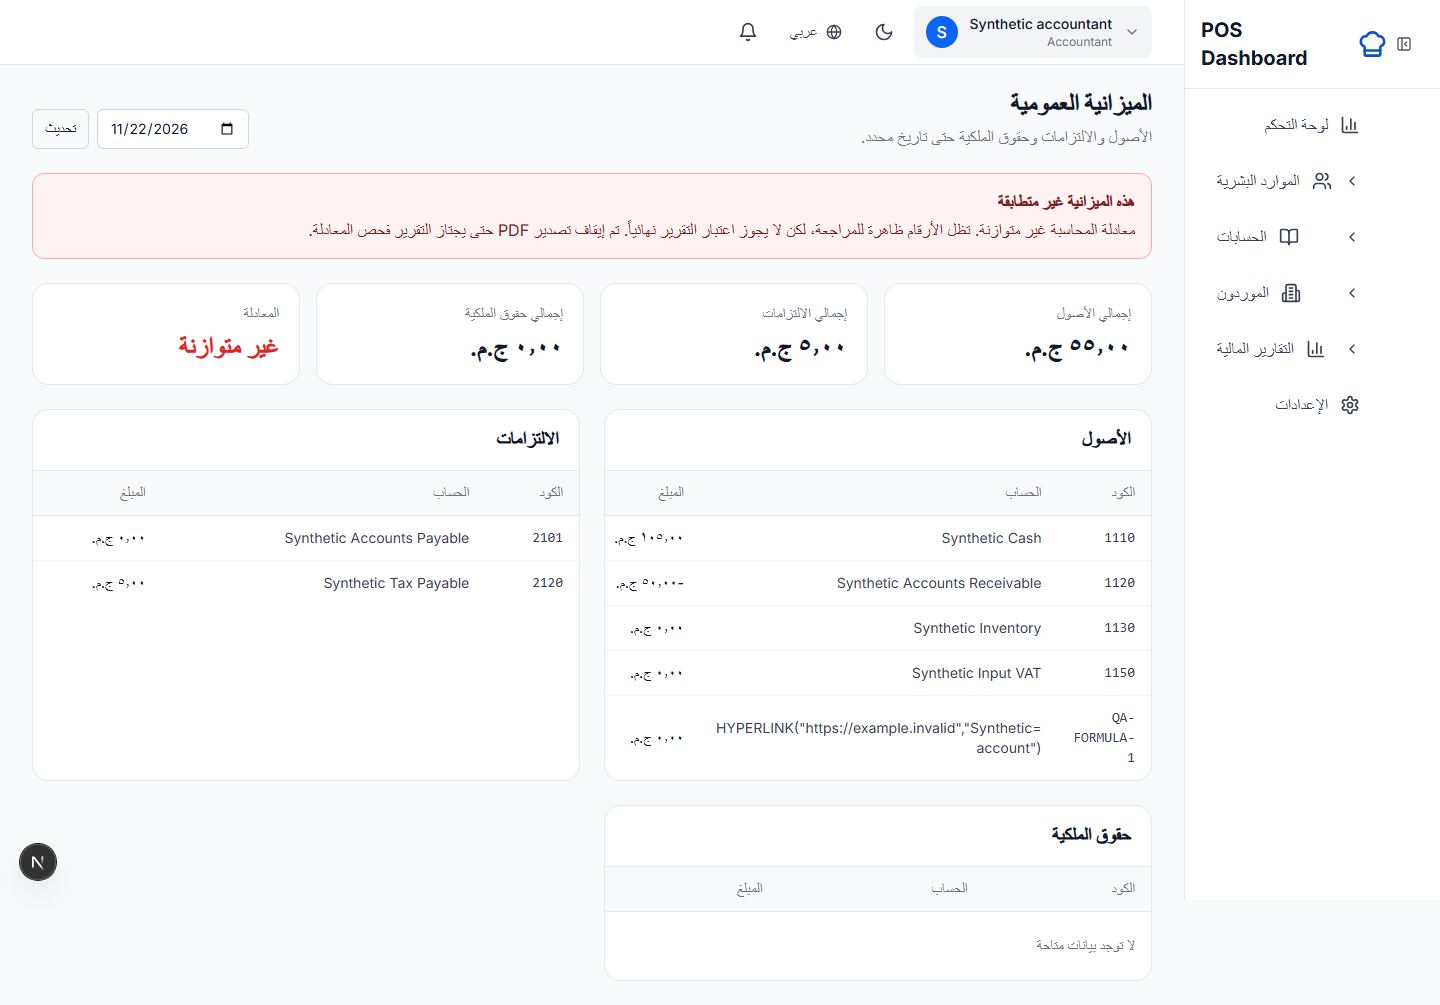 POS
Dashboard
لوحة التحكم
الموارد البشرية
الحسابات
الموردون
التقارير المالية
الإعدادات
S
Synthetic accountant
Accountant
عربي
الميزانية العمومية
الأصول والالتزامات وحقوق الملكية حتى تاريخ محدد.
11/22/2026
تحديث
هذه الميزانية غير متطابقة
معادلة المحاسبة غير متوازنة. تظل الأرقام ظاهرة للمراجعة، لكن لا يجوز اعتبار التقرير نهائياً. تم إيقاف تصدير PDF حتى يجتاز التقرير فحص المعادلة.
إجمالي الأصول
٥٥,٠٠ ج.م.
إجمالي الالتزامات
٥,٠٠ ج.م.
إجمالي حقوق الملكية
٠,٠٠ ج.م.
المعادلة
غير متوازنة
الأصول
الكود الحساب المبلغ
1110 Synthetic Cash ١٠٥,٠٠ ج.م.
1120 Synthetic Accounts Receivable -٥٠,٠٠ ج.م.
1130 Synthetic Inventory ٠,٠٠ ج.م.
1150 Synthetic Input VAT ٠,٠٠ ج.م.
QA-
FORMULA-
1
HYPERLINK("https://example.invalid","Synthetic=
account")
٠,٠٠ ج.م.
الالتزامات
الكود الحساب المبلغ
2101 Synthetic Accounts Payable ٠,٠٠ ج.م.
2120 Synthetic Tax Payable ٥,٠٠ ج.م.
حقوق الملكية
الكود الحساب المبلغ
لا توجد بيانات متاحة
N